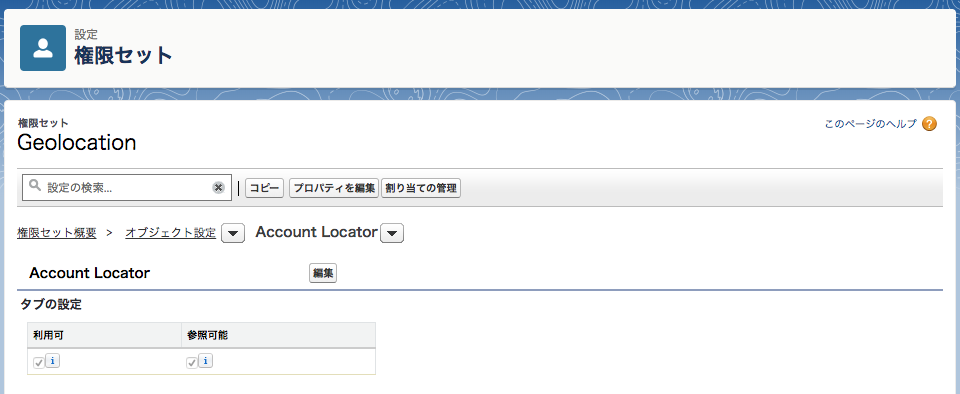 設定
権限セット
権限セット
このページのヘルプ ?
Geolocation
設定の検索... コピー プロパティを編集 割り当ての管理
権限セット概要 > オブジェクト設定 Account Locator
Account Locator 編集
タブの設定
利用可 参照可能
i i